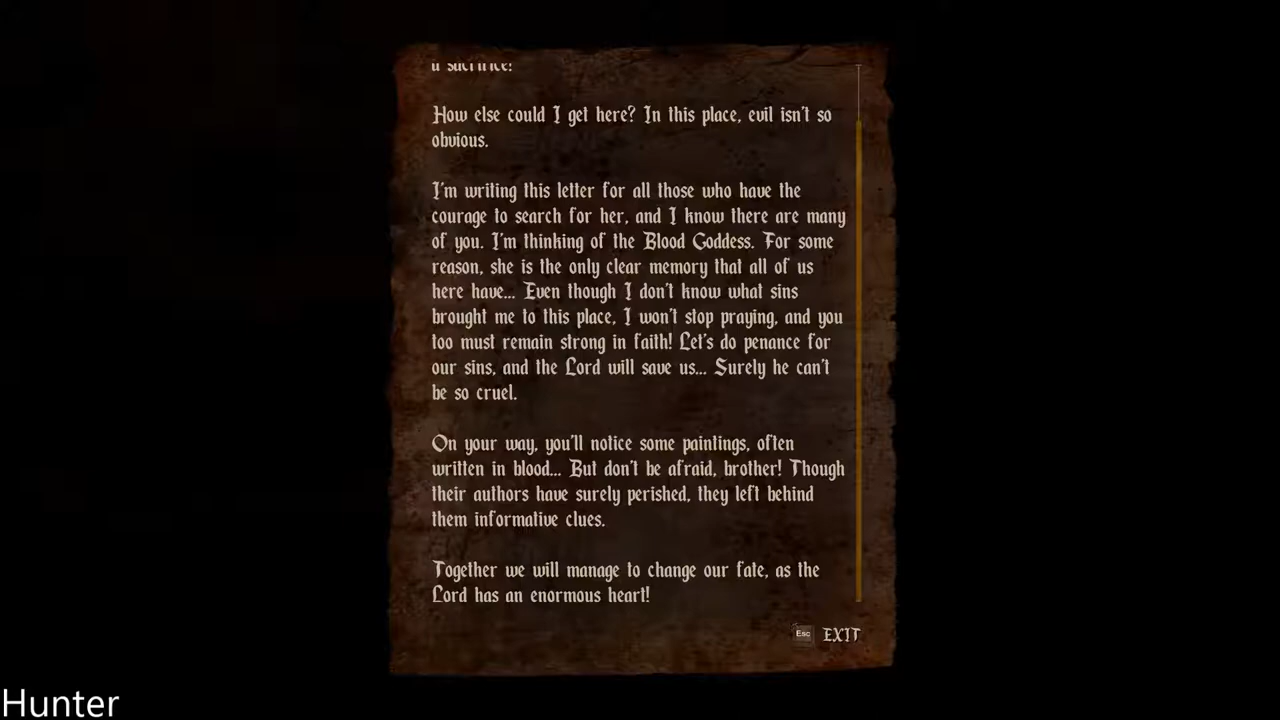 a sacrifice!
How else could I get here? In this place, evil isn't so
obvious.
I'm writing this letter for all those who have the
courage to search for her, and I know there are many
of you. I'm thinking of the Blood Goddess. For some
reason, she is the only clear memory that all of us
here have... Even though I don't know what sins
brought me to this place, I won't stop praying, and you
too must remain strong in faith! Let's do penance for
our sins, and the Lord will save us... Surely he can't
be so cruel.
On your way, you'll notice some paintings, often
written in blood... But don't be afraid, brother! Though
their authors have surely perished, they left behind
them informative clues.
Together we will manage to change our fate, as the
Lord has an enormous heart!
Esc EXIT
Hunter